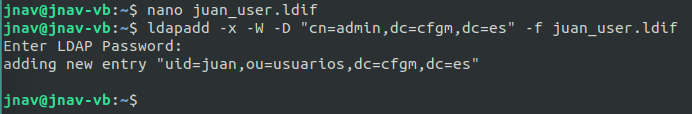 jnav@jnav-vb:~$ nano juan_user.ldif
jnav@jnav-vb:~$ ldapadd -x -W -D "cn=admin,dc=cfgm,dc=es" -f juan_user.ldif
Enter LDAP Password:
adding new entry "uid=juan,ou=usuarios,dc=cfgm,dc=es"
jnav@jnav-vb:~$